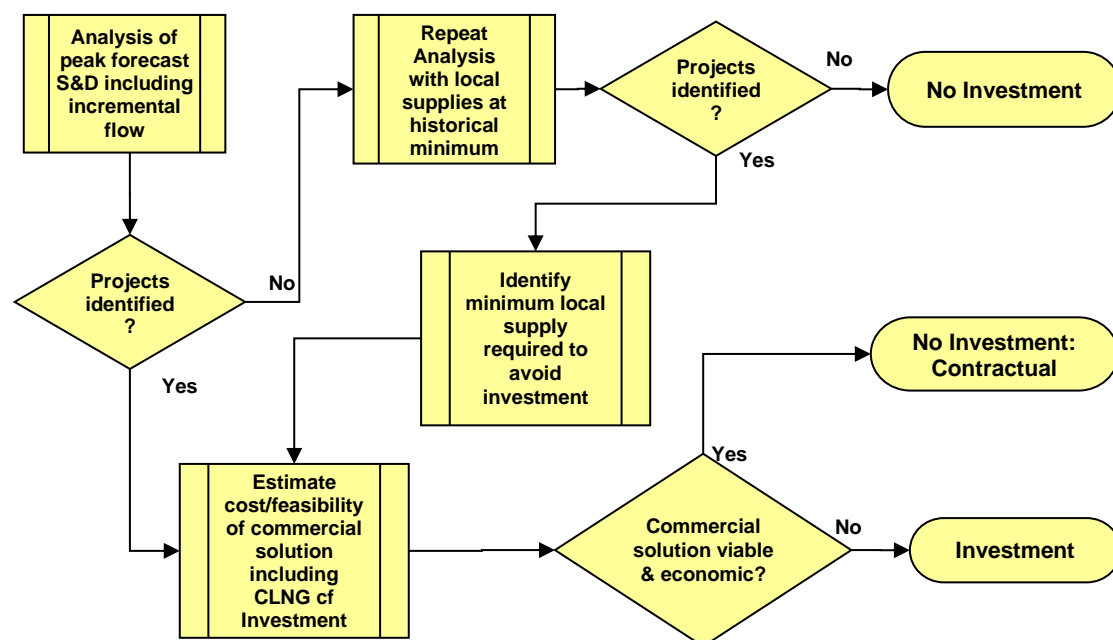 Analysis of
peak forecast
S&D including
incremental
flow
Repeat
Analysis
with local
supplies at
historical
minimum
Projects
identified
?
No
No Investment
Yes
Projects
identified
?
No
Yes
Identify
minimum local
supply
required to
avoid
investment
No Investment:
Contractual
Yes
Estimate
cost/feasibility
of commercial
solution
including
CLNG cf
Investment
Commercial
solution viable
& economic?
No
Investment